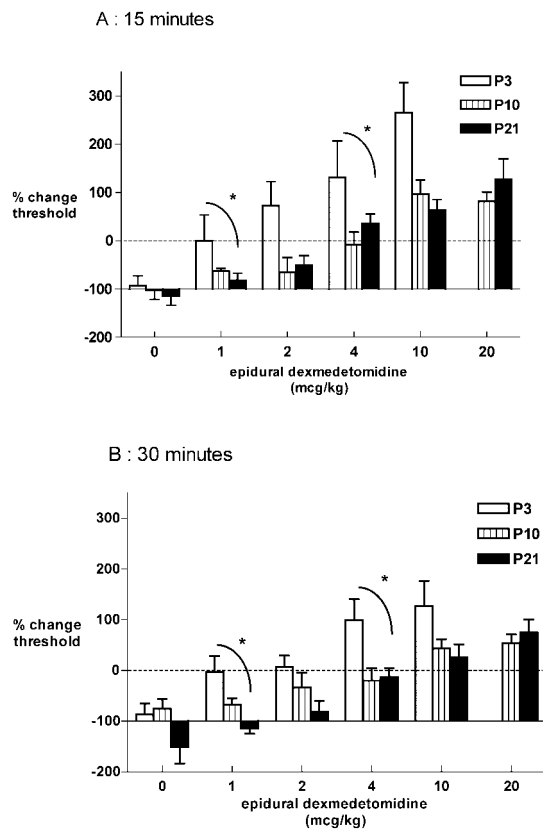 A : 15 minutes
300
200
100
0
-100
-200
% change
threshold
P3
P10
P21
*
*
0 1 2 4 10 20
epidural dexmedetomidine
(mcg/kg)
B : 30 minutes
300
200
100
0
-100
-200
% change
threshold
P3
P10
P21
*
*
0 1 2 4 10 20
epidural dexmedetomidine
(mcg/kg)